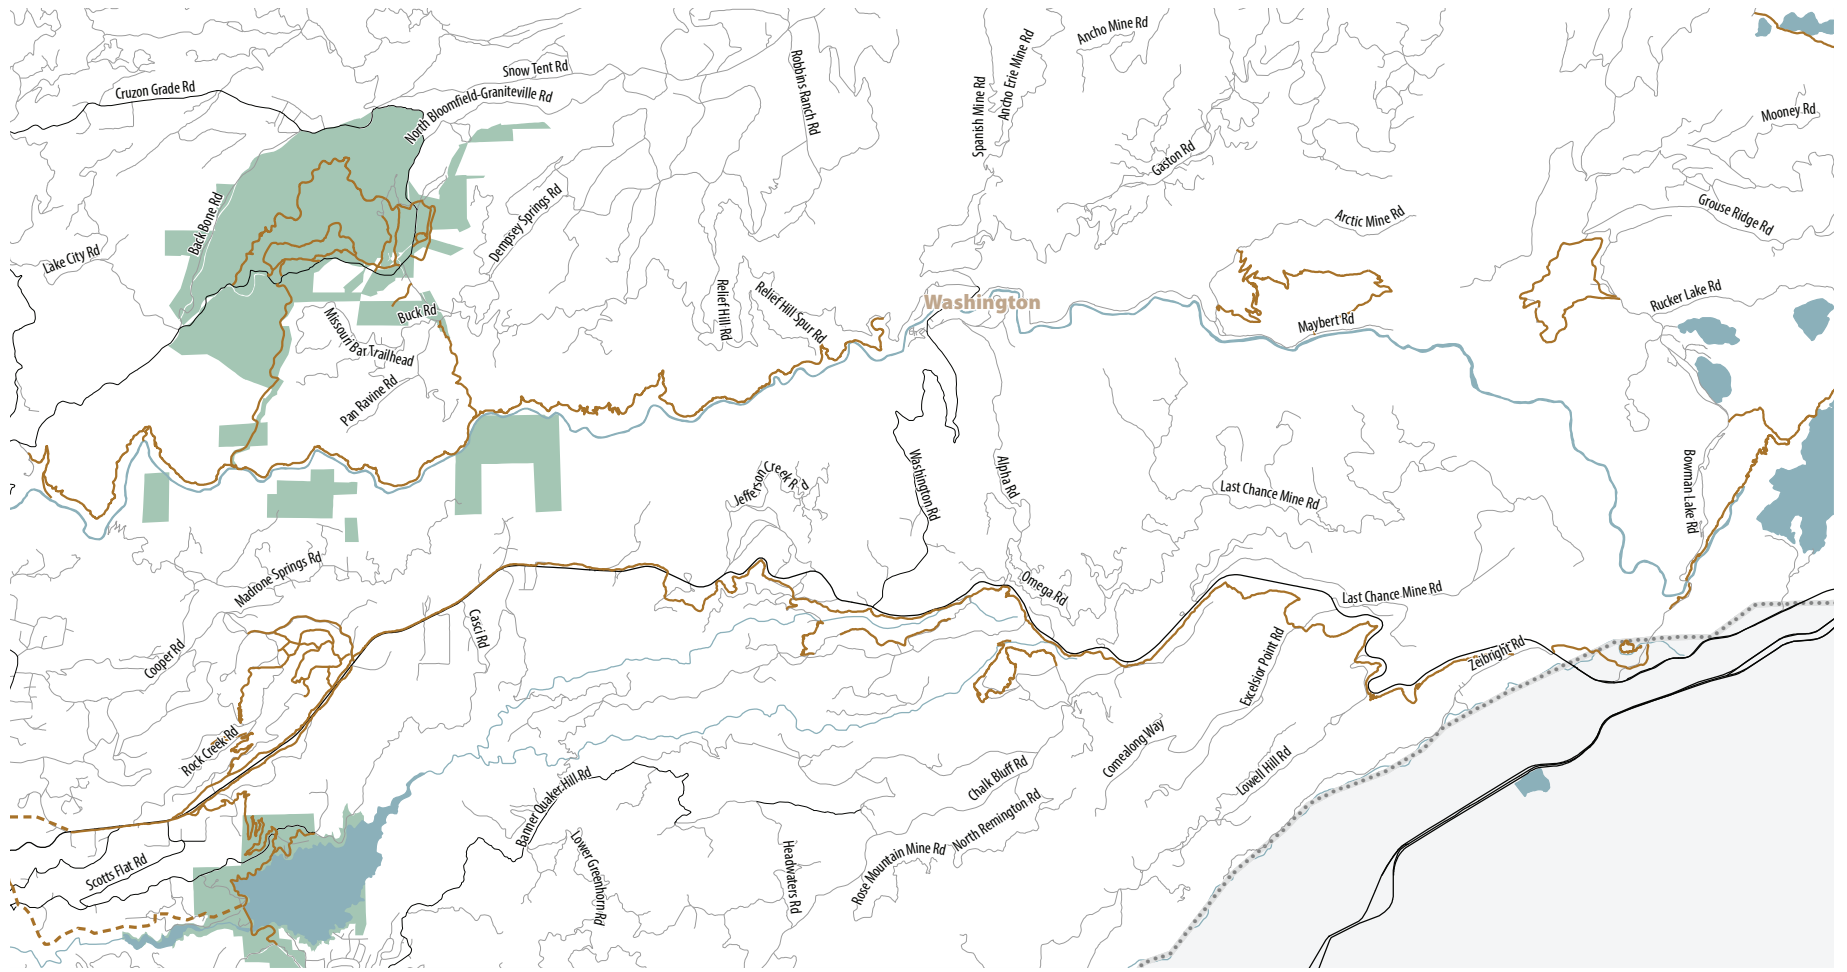 Ancho Mine Rd
Ancho Erie Mine Rd
Spanish Mine Rd
Robbins Ranch Rd
Snow Tent Rd
Cruzon Grade Rd
North Bloomfield-Graniteville Rd
Mooney Rd
Gaston Rd
Back Bone Rd
Dempsey Springs Rd
Arctic Mine Rd
Grouse Ridge Rd
Lake City Rd
Relief Hill Rd
Relief Hill Spur Rd
Washington
Rucker Lake Rd
Buck Rd
Maybert Rd
Missouri Bar Trailhead
Pan Ravine Rd
Washington Rd
Alpha Rd
Jefferson Creek Rd
Last Chance Mine Rd
Bowman Lake Rd
Madrone Springs Rd
Omega Rd
Last Chance Mine Rd
Casci Rd
Cooper Rd
Excelsior Point Rd
Zeibright Rd
Rock Creek Rd
Comealong Way
Chalk Bluff Rd
Lowell Hill Rd
Banner Quaker Hill Rd
North Remington Rd
Lower Greenhorn Rd
Headwaters Rd
Rose Mountain Mine Rd
Scotts Flat Rd